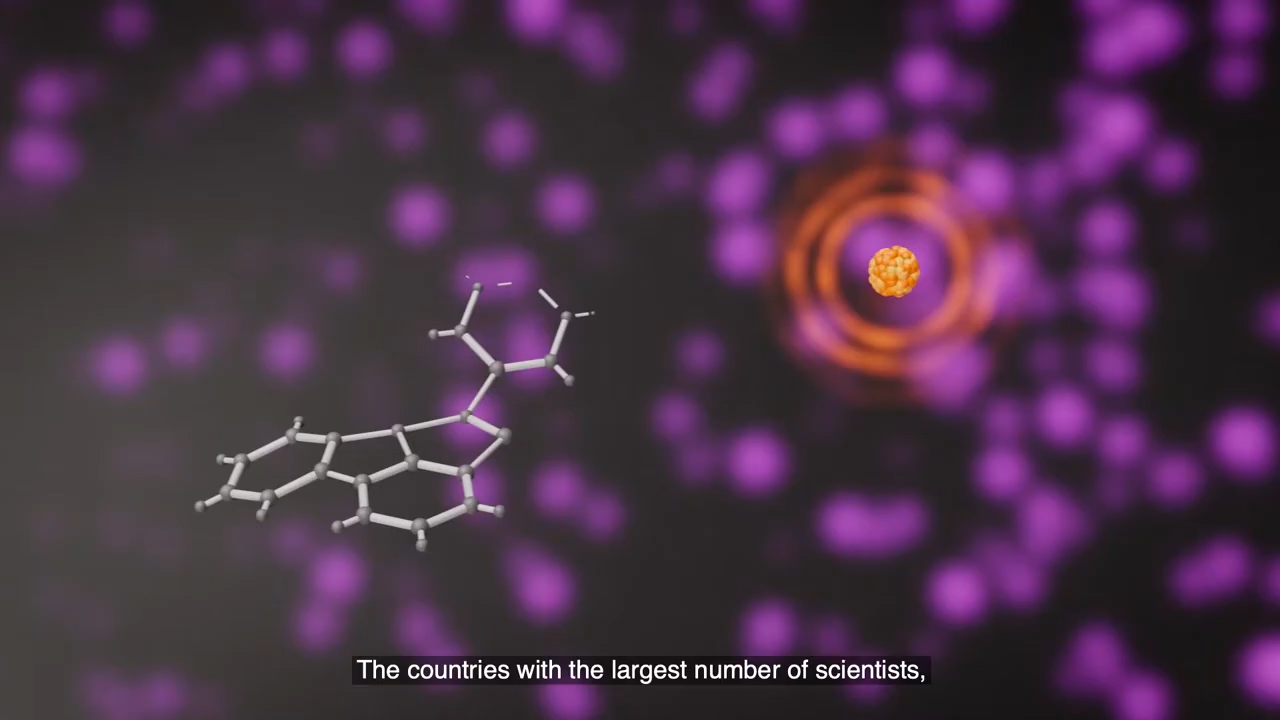 The countries with the largest number of scientists,